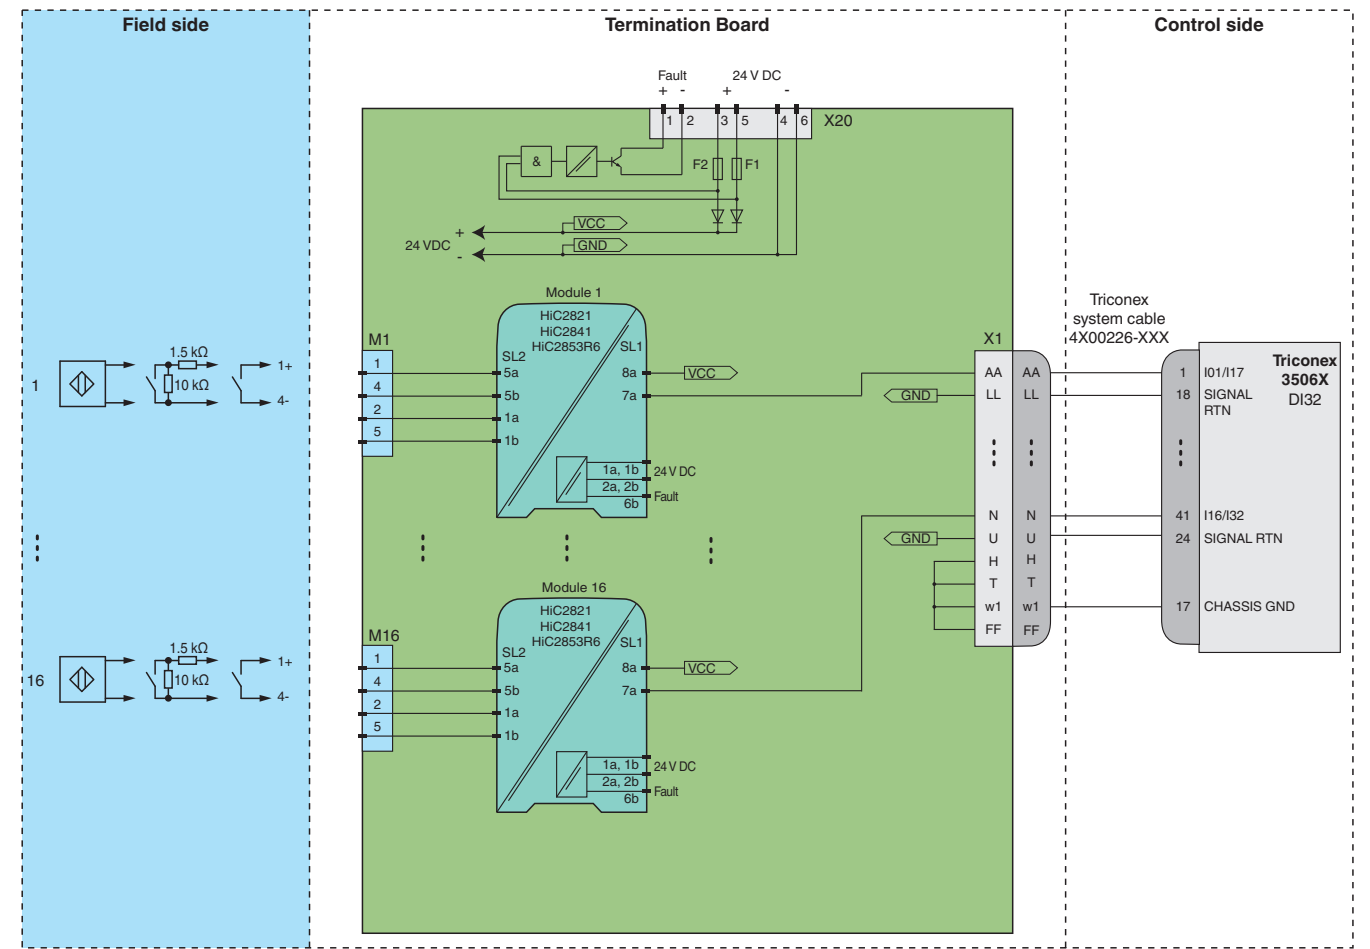 Field side
Termination Board
Control side
Fault
24 V DC
+ -
+
-
1 2 3 5 4 6
X20
&
F2
F1
VCC
+
24 VDC
-
GND
Module 1
HiC2821
HiC2841
HiC2853R6
SL2
SL1
M1
1
4
2
5
5a
5b
1a
1b
8a
7a
VCC
1a, 1b
24 V DC
2a, 2b
6b
Fault
1
1.5 kΩ
10 kΩ
1+
4-
X1
AA
LL
GND
AA
LL
Triconex
system cable
4X00226-XXX
1
18
I01/I17
SIGNAL
RTN
Triconex
3506X
DI32
N
U
H
T
w1
FF
GND
N
U
H
T
w1
FF
41
24
17
I16/I32
SIGNAL RTN
CHASSIS GND
Module 16
HiC2821
HiC2841
HiC2853R6
SL2
SL1
M16
1
4
2
5
5a
5b
1a
1b
8a
7a
VCC
1a, 1b
24 V DC
2a, 2b
6b
Fault
16
1.5 kΩ
10 kΩ
1+
4-